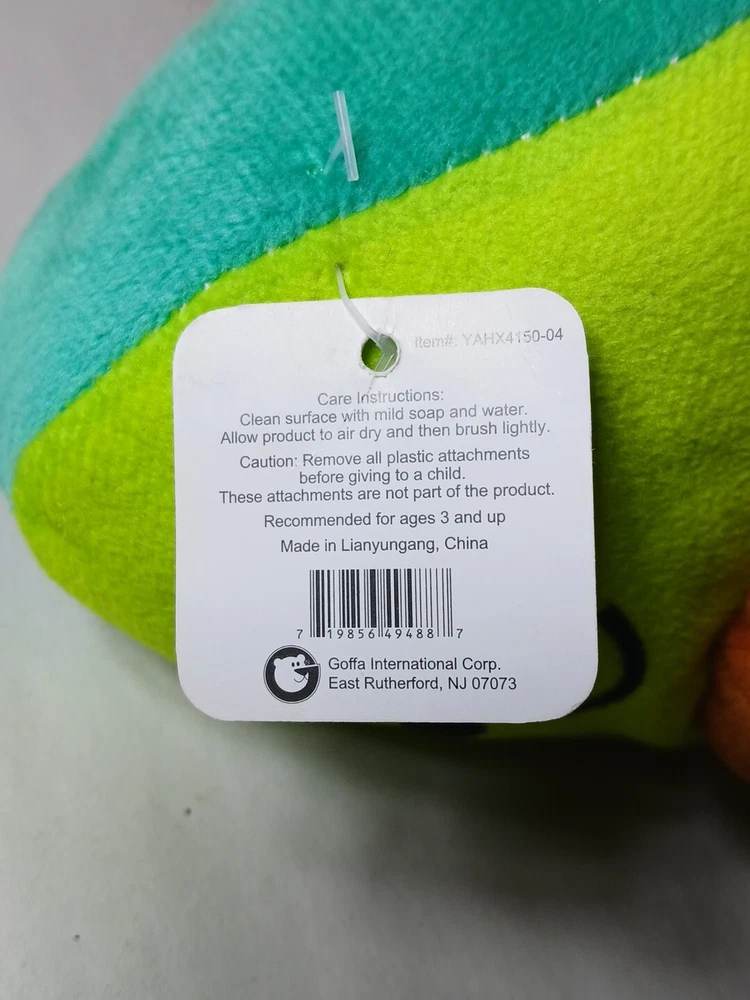 Item#: YAHX4150-04
Care Instructions:
Clean surface with mild soap and water.
Allow product to air dry and then brush lightly.
Caution: Remove all plastic attachments
before giving to a child.
These attachments are not part of the product.
Recommended for ages 3 and up
Made in Lianyungang, China
7 19856 49488 7
Goffa International Corp.
East Rutherford, NJ 07073